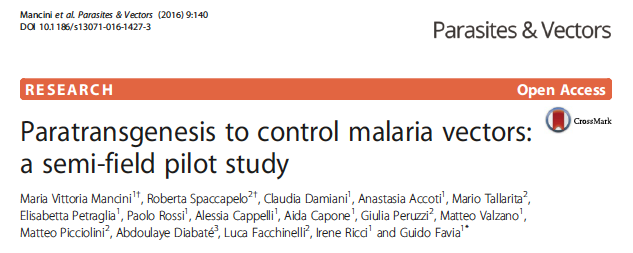 Mancini et al. Parasites & Vectors (2016) 9:140
DOI 10.1186/s13071-016-1427-3
Parasites & Vectors
RESEARCH Open Access
Paratransgenesis to control malaria vectors:
a semi-field pilot study
CrossMark
Maria Vittoria Mancini1†, Roberta Spaccapelo2†, Claudia Damiani1, Anastasia Accoti1, Mario Tallarita2,
Elisabetta Petraglia1, Paolo Rossi1, Alessia Cappelli1, Aida Capone1, Giulia Peruzzi2, Matteo Valzano1,
Matteo Picciolini2, Abdoulaye Diabaté3, Luca Facchinelli2, Irene Ricci1 and Guido Favia1*